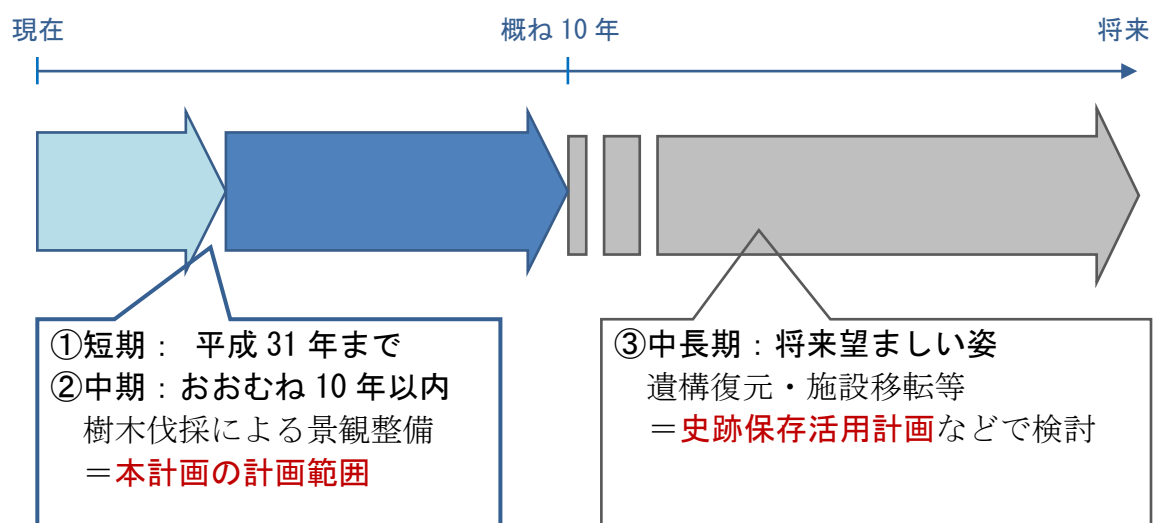 現在 概ね 10 年 将来
①短期： 平成 31 年まで
②中期：おおむね 10 年以内
樹木伐採による景観整備
＝本計画の計画範囲
③中長期：将来望ましい姿
遺構復元・施設移転等
＝史跡保存活用計画などで検討